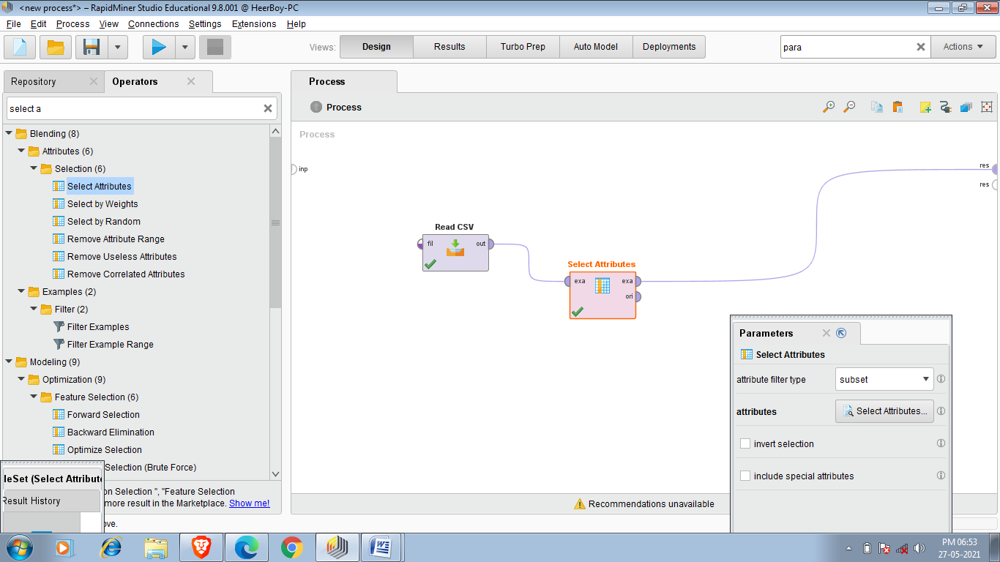 <new process*> – RapidMiner Studio Educational 9.8.001 @ HeerBoy-PC
File Edit Process View Connections Settings Extensions Help
Views: Design Results Turbo Prep Auto Model Deployments para Actions
Repository Operators
Process
select a
Process
Blending (8)
Attributes (6)
Selection (6)
Select Attributes
Select by Weights
Select by Random
Remove Attribute Range
Remove Useless Attributes
Remove Correlated Attributes
Examples (2)
Filter (2)
Filter Examples
Filter Example Range
Modeling (9)
Optimization (9)
Feature Selection (6)
Forward Selection
Backward Elimination
Optimize Selection
Selection (Brute Force)
leSet (Select Attribute
Result History
on Selection ", "Feature Selection
more result in the Marketplace. Show me!
ove.
Process
inp
res
res
Read CSV
fil out
Select Attributes
exa exa
ori
Recommendations unavailable
Parameters
Select Attributes
attribute filter type subset
attributes Select Attributes...
invert selection
include special attributes
PM 06:53
27-05-2021